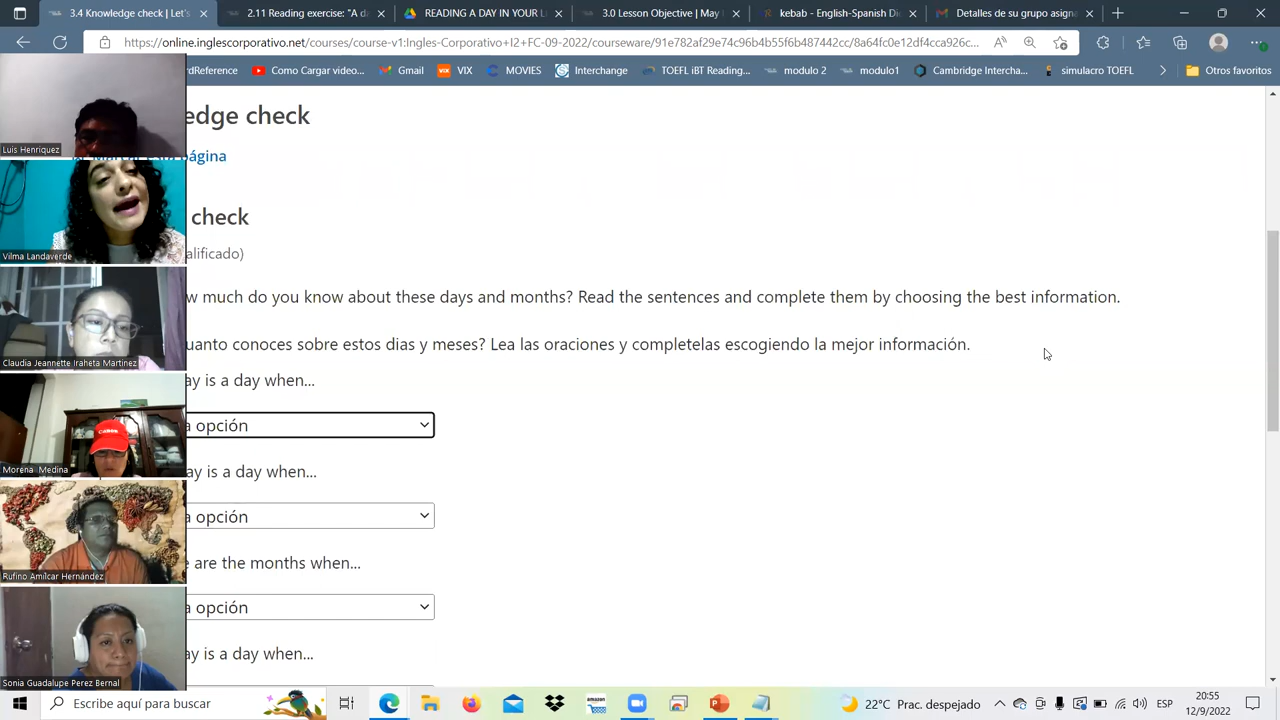 3.4 Knowledge check | Let's
2.11 Reading exercise: "A da
READING A DAY IN YOUR LI
3.0 Lesson Objective | May
kebab - English-Spanish Dic
Detalles de su grupo asigna
https://online.inglescorporativo.net/courses/course-v1:Ingles-Corporativo+I2+FC-09-2022/courseware/91e782af29e74c96b4b55f6b487442cc/8a64fc0e12df4cca926c...
rdReference
Como Cargar video...
Gmail
VIX
MOVIES
Interchange
TOEFL iBT Reading...
modulo 2
modulo1
Cambridge Intercha...
simulacro TOEFL
Otros favoritos
edge check
Marcar esta página
check
alificado)
w much do you know about these days and months? Read the sentences and complete them by choosing the best information.
uanto conoces sobre estos dias y meses? Lea las oraciones y completelas escogiendo la mejor información.
ay is a day when...
a opción
ay is a day when...
a opción
e are the months when...
a opción
ay is a day when...
Luis Henriquez
Vilma Landaverde
Claudia Jeannette Iraheta Martinez
Morena Medina
Rufino Amilcar Hernández
Sonia Guadalupe Perez Bernal
Escribe aquí para buscar
22°C Prac. despejado
ESP
20:55
12/9/2022